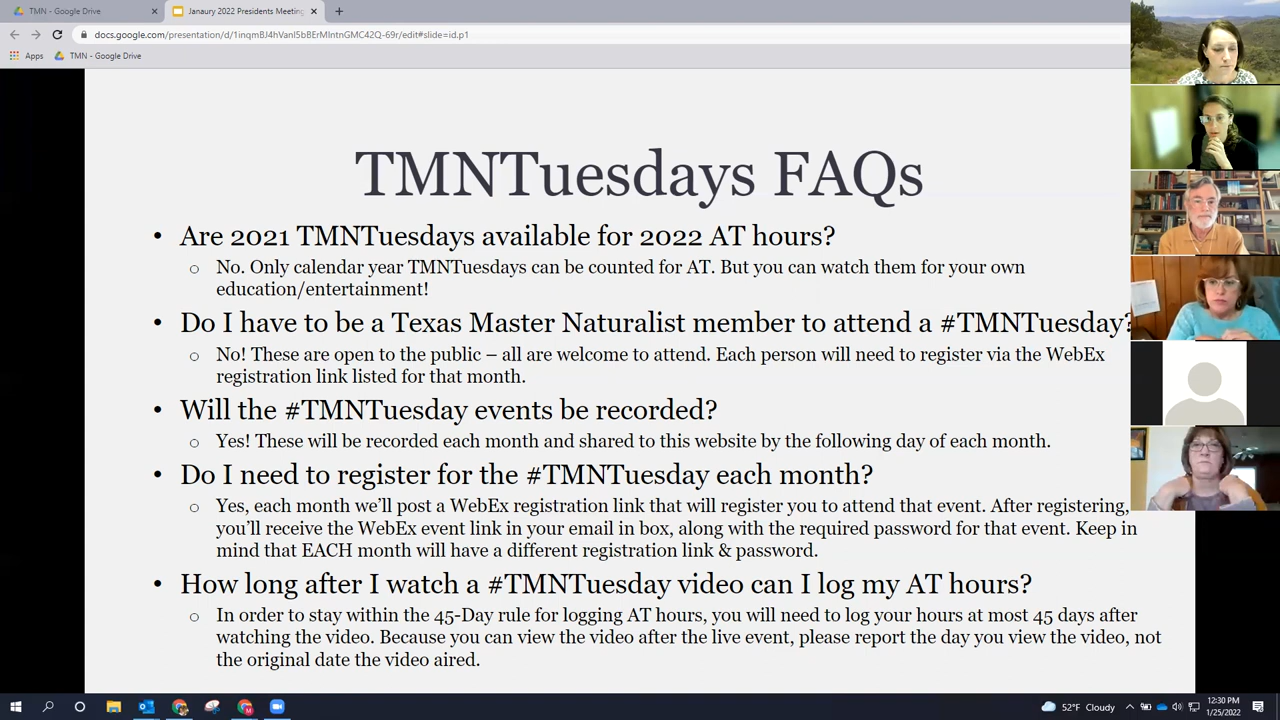 TMN - Google Drive
Janaury 2022 Presidents Meeting
docs.google.com/presentation/d/1inqmBJ4hVanI5bBErMIntnGMC42Q-69r/edit#slide=id.p1
Apps
TMN - Google Drive
TMNTuesdays FAQs
• Are 2021 TMNTuesdays available for 2022 AT hours?
o No. Only calendar year TMNTuesdays can be counted for AT. But you can watch them for your own
education/entertainment!
• Do I have to be a Texas Master Naturalist member to attend a #TMNTuesday?
o No! These are open to the public – all are welcome to attend. Each person will need to register via the WebEx
registration link listed for that month.
• Will the #TMNTuesday events be recorded?
o Yes! These will be recorded each month and shared to this website by the following day of each month.
• Do I need to register for the #TMNTuesday each month?
o Yes, each month we'll post a WebEx registration link that will register you to attend that event. After registering,
you'll receive the WebEx event link in your email in box, along with the required password for that event. Keep in
mind that EACH month will have a different registration link & password.
• How long after I watch a #TMNTuesday video can I log my AT hours?
o In order to stay within the 45-Day rule for logging AT hours, you will need to log your hours at most 45 days after
watching the video. Because you can view the video after the live event, please report the day you view the video, not
the original date the video aired.
52°F Cloudy
12:30 PM
1/25/2022